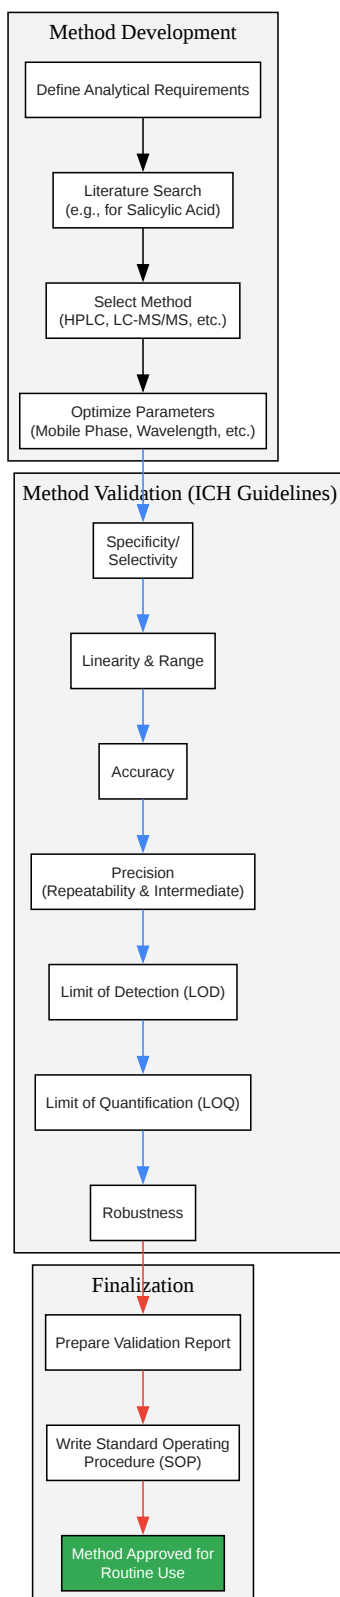 Method Development
Define Analytical Requirements
Literature Search
(e.g., for Salicylic Acid)
Select Method
(HPLC, LC-MS/MS, etc.)
Optimize Parameters
(Mobile Phase, Wavelength, etc.)
Method Validation (ICH Guidelines)
Specificity/
Selectivity
Linearity & Range
Accuracy
Precision
(Repeatability & Intermediate)
Limit of Detection (LOD)
Limit of Quantification (LOQ)
Robustness
Finalization
Prepare Validation Report
Write Standard Operating
Procedure (SOP)
Method Approved for
Routine Use